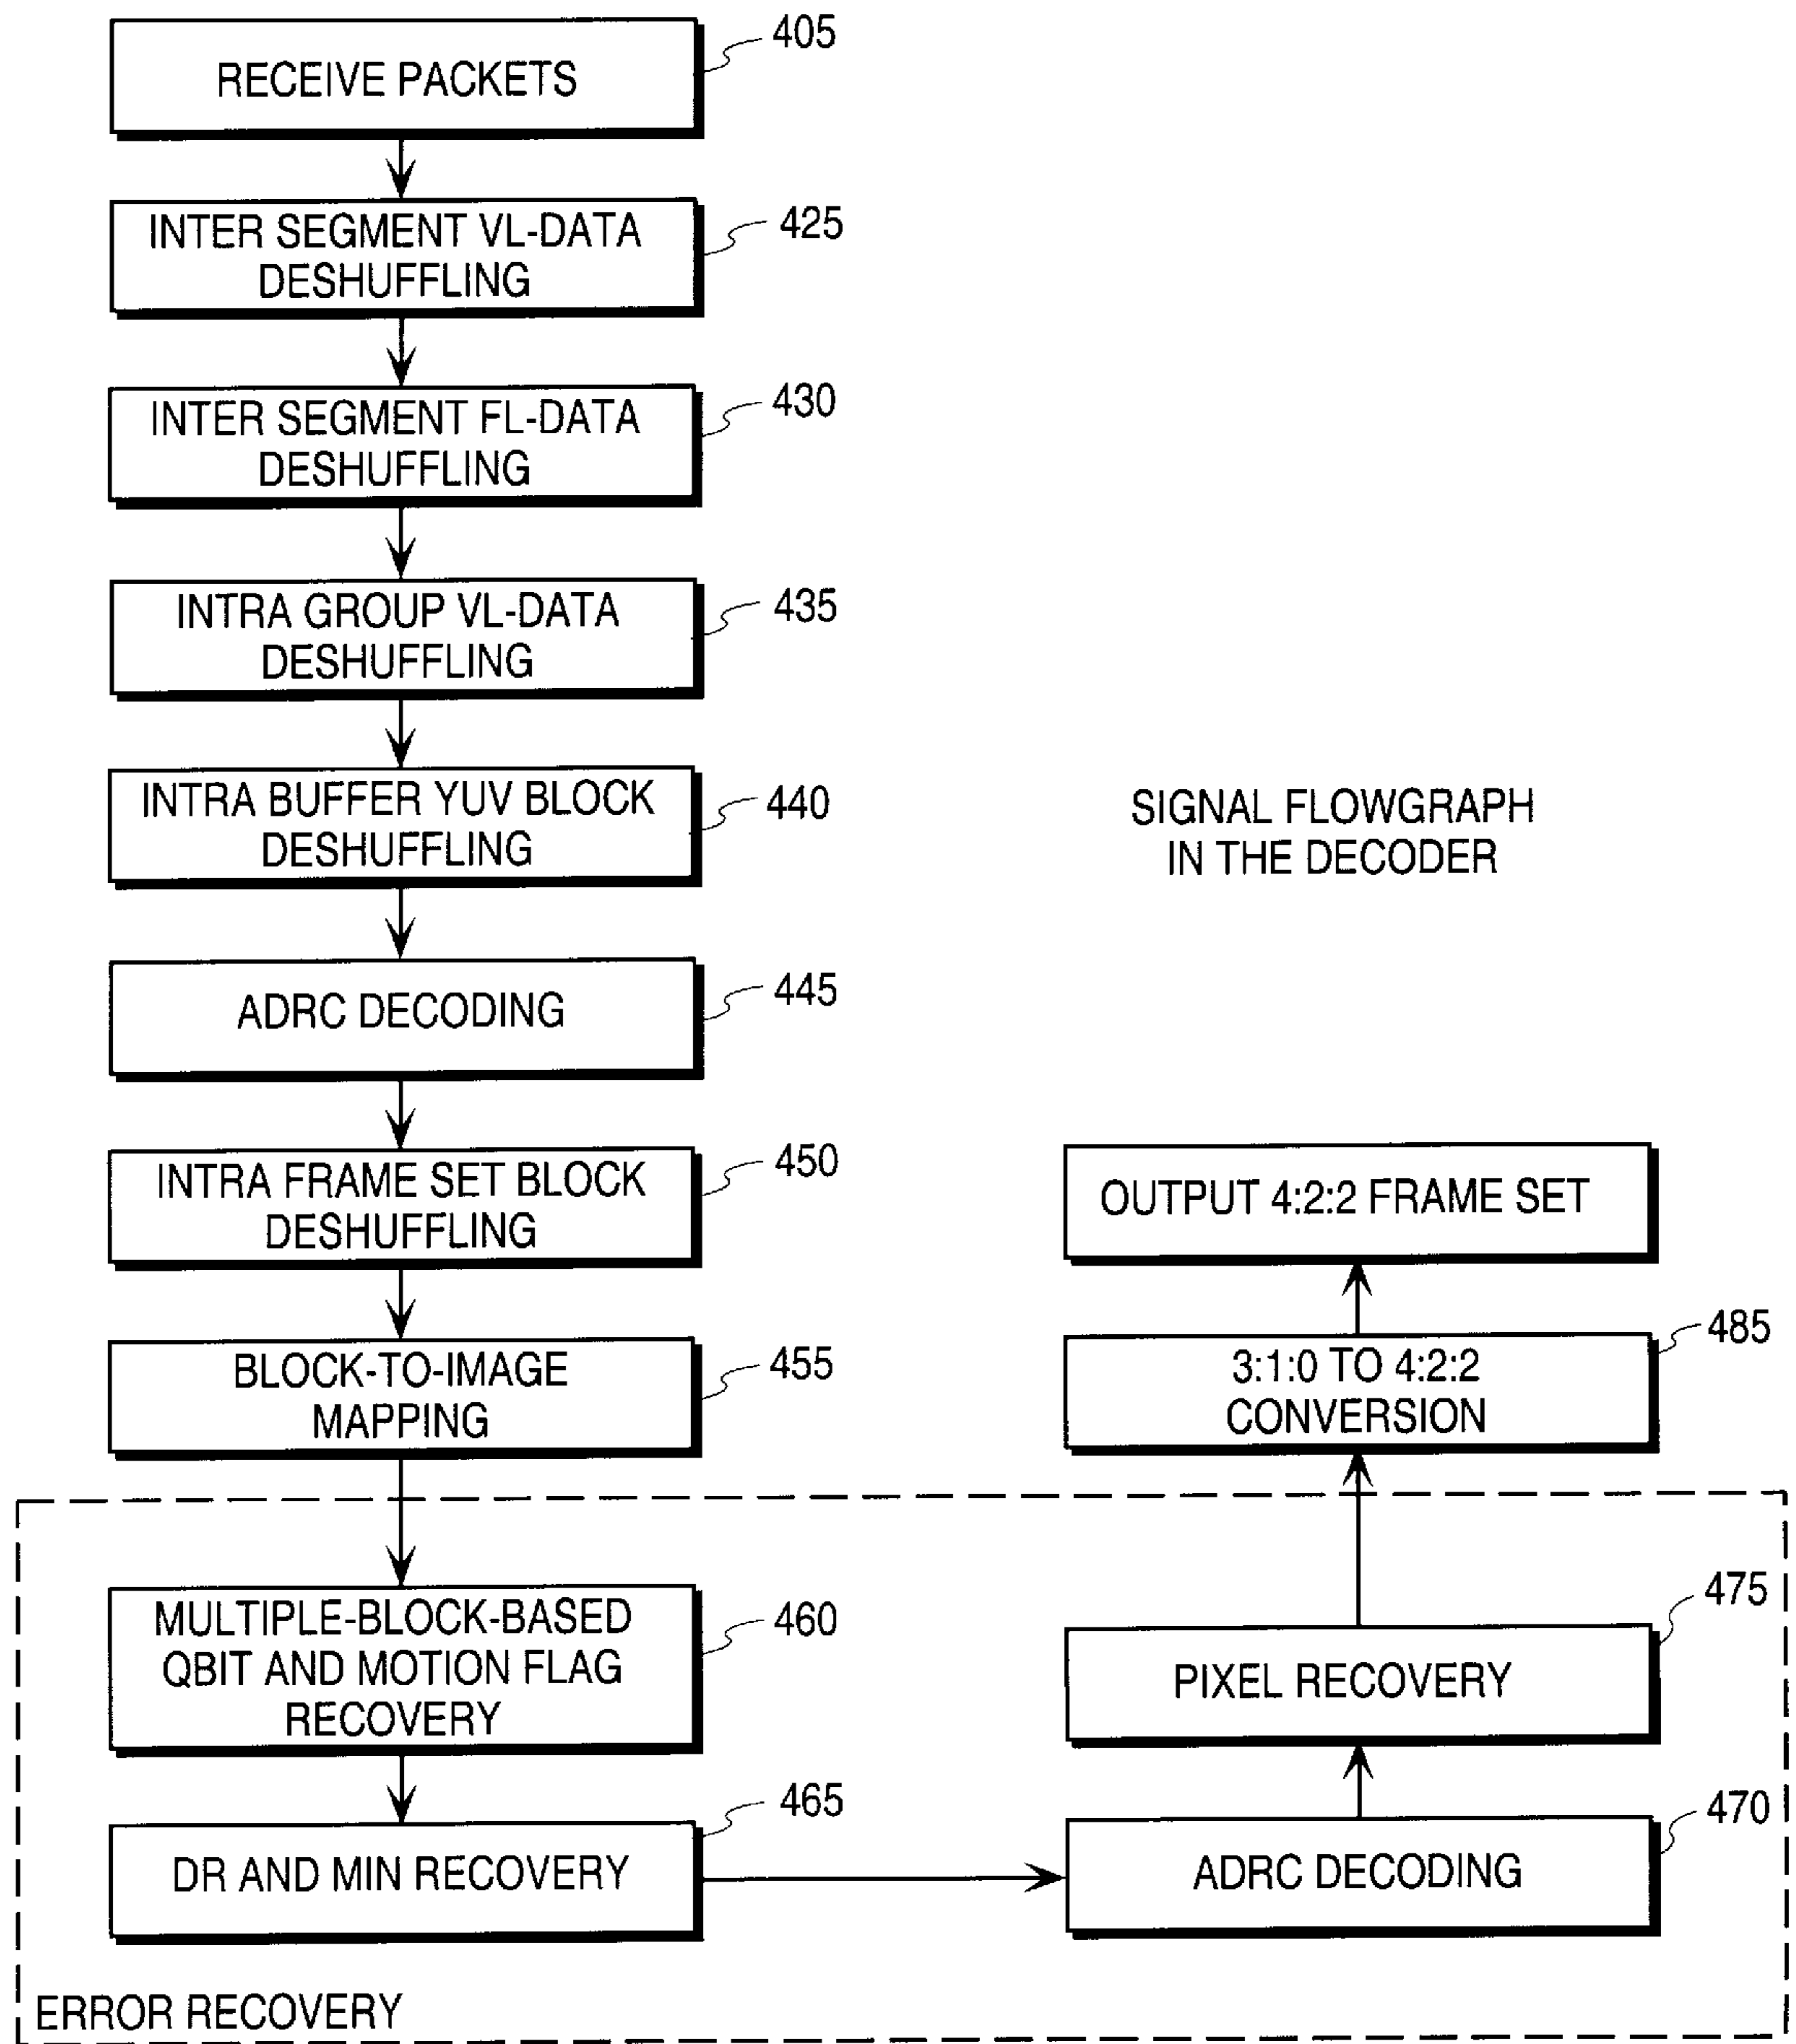 RECEIVE PACKETS
405
INTER SEGMENT VL-DATA
DESHUFFLING
425
INTER SEGMENT FL-DATA
DESHUFFLING
430
INTRA GROUP VL-DATA
DESHUFFLING
435
INTRA BUFFER YUV BLOCK
DESHUFFLING
440
SIGNAL FLOWGRAPH
IN THE DECODER
ADRC DECODING
445
INTRA FRAME SET BLOCK
DESHUFFLING
450
BLOCK-TO-IMAGE
MAPPING
455
MULTIPLE-BLOCK-BASED
QBIT AND MOTION FLAG
RECOVERY
460
DR AND MIN RECOVERY
465
ADRC DECODING
470
PIXEL RECOVERY
475
3:1:0 TO 4:2:2
CONVERSION
485
OUTPUT 4:2:2 FRAME SET
ERROR RECOVERY